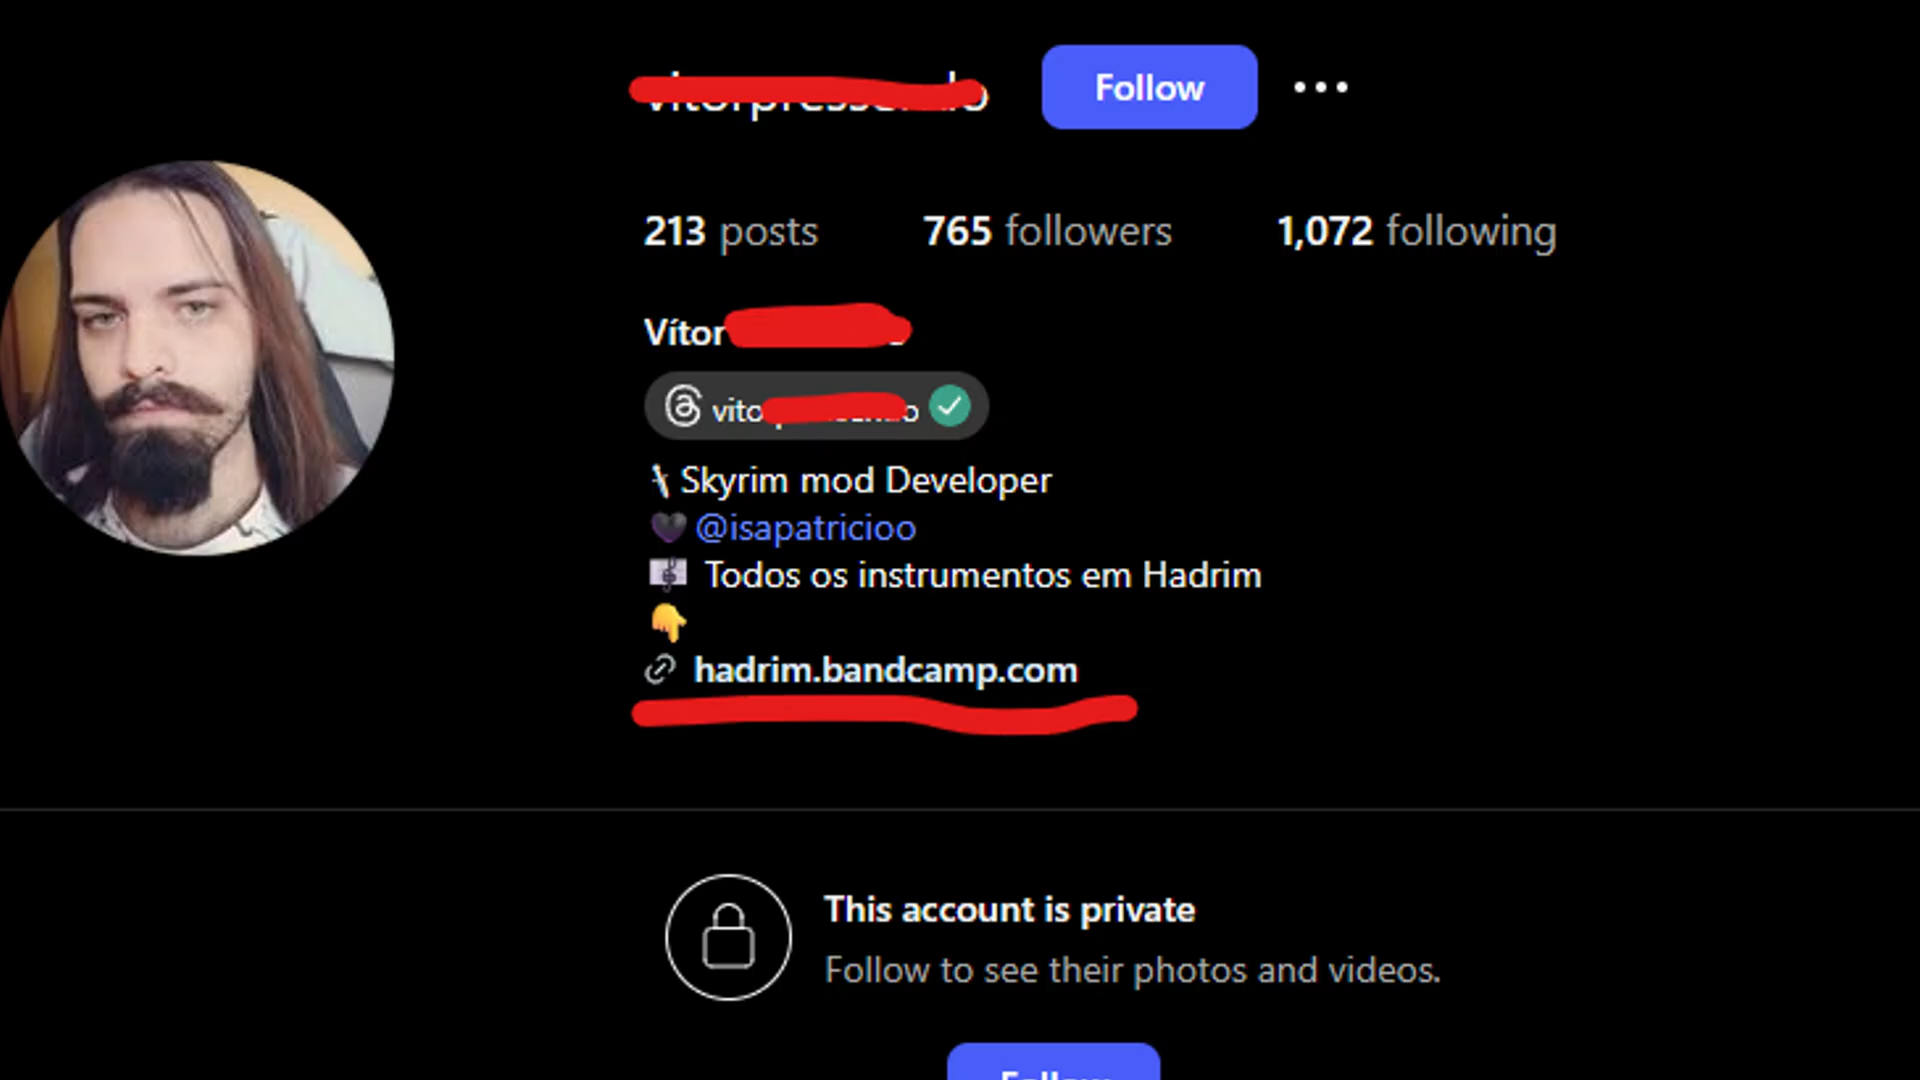 Follow
213 posts 765 followers 1,072 following
Vítor
Skyrim mod Developer
@isapatricioo
Todos os instrumentos em Hadrim
hadrim.bandcamp.com
This account is private
Follow to see their photos and videos.
Follow